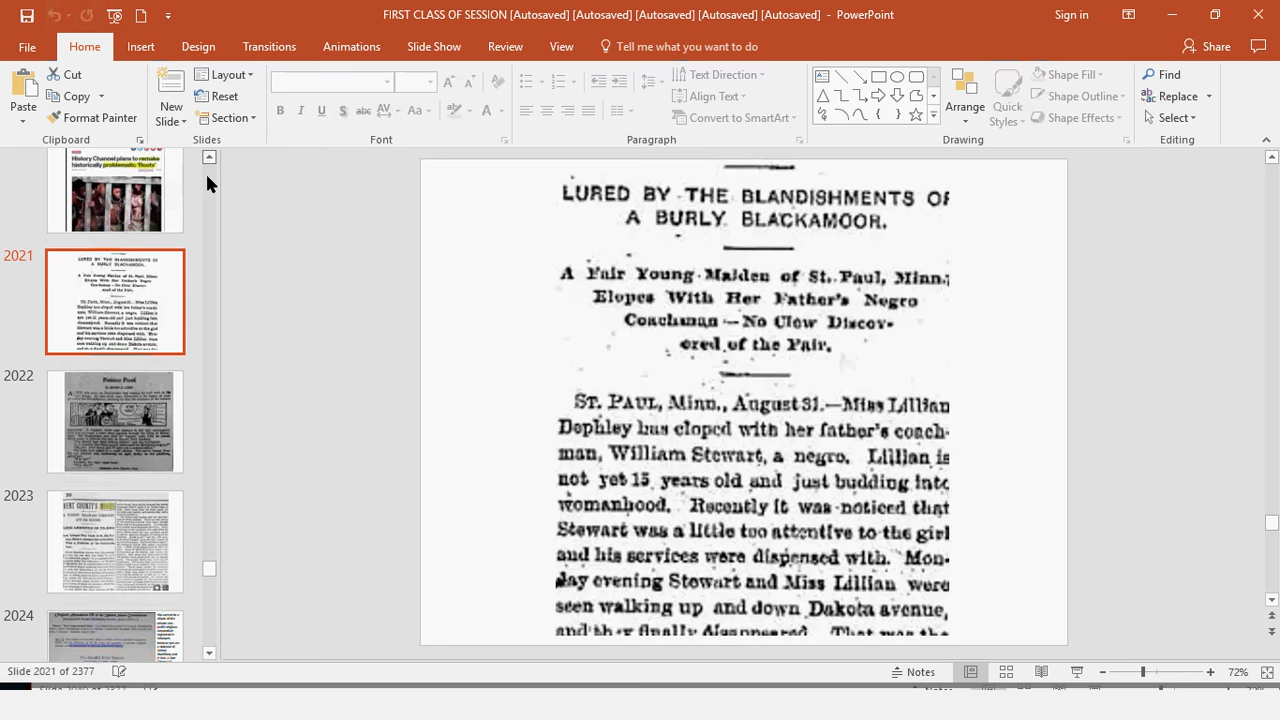 FIRST CLASS OF SESSION [Autosaved] [Autosaved] [Autosaved] [Autosaved] [Autosaved] - PowerPoint
Sign in
File
Home
Insert
Design
Transitions
Animations
Slide Show
Review
View
Tell me what you want to do
Share
Paste
Cut
Copy
Format Painter
Clipboard
New
Slide
Layout
Reset
Section
Slides
Font
Text Direction
Align Text
Convert to SmartArt
Paragraph
Arrange
Quick
Styles
Shape Fill
Shape Outline
Shape Effects
Drawing
Find
Replace
Select
Editing
History Channel plans to remake
historically problematic 'Roots'
2021
2022
Positive Proof
2023
2024
LURED BY THE BLANDISHMENTS OF
A BURLY BLACKAMOOR.
A Fair Young Maiden of St. Paul, Minn.,
Elopes With Her Father's Negro
Coachman—No Clew Discov-
ered of the Pair.
ST. PAUL, Minn., August 31.—Miss Lillian
has eloped with her father's coach-
man, William Stewart, a negro. Lillian is
not yet 15 years old and just budding into
womanhood. Recently it was noticed that
Stewart was a little too attentive to the girl
and his services were dispensed with. Mon-
day evening Stewart and Miss Lillian were
seen walking up and down Dakota avenue,
and they finally disappeared. That was the
Slide 2021 of 2377
Notes
72%